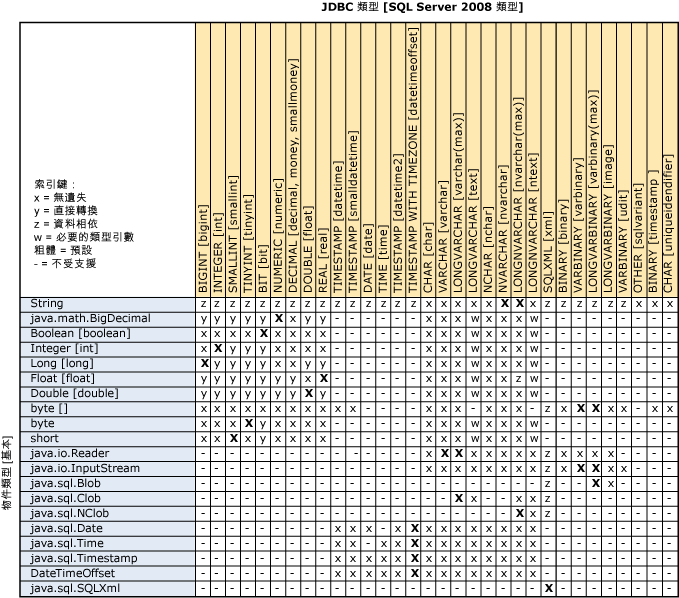 JDBC 類型 [SQL Server 2008 類型]
索引鍵：
x = 無遺失
y = 直接轉換
z = 資料相依
w = 必要的類型引數
粗體 = 預設
- = 不受支援
BIGINT [bigint]
INTEGER [int]
SMALLINT [smallint]
TINYINT [tinyint]
BIT [bit]
NUMERIC [numeric]
DECIMAL [decimal, money, smallmoney]
DOUBLE [float]
REAL [real]
TIMESTAMP [datetime]
TIMESTAMP [smalldatetime]
DATE [date]
TIME [time]
TIMESTAMP [datetime2]
TIMESTAMP WITH TIMEZONE [datetimeoffset]
CHAR [char]
VARCHAR [varchar]
LONGVARCHAR [varchar(max)]
LONGVARCHAR [text]
NCHAR [nchar]
NVARCHAR [nvarchar]
LONGNVARCHAR [nvarchar(max)]
LONGNVARCHAR [ntext]
SQLXML [xml]
BINARY [binary]
VARBINARY [varbinary]
LONGVARBINARY [varbinary(max)]
LONGVARBINARY [image]
VARBINARY [udit]
OTHER [sqlvariant]
BINARY [timestamp ]
CHAR [uniqueidendifier]
物件類型 [基本]
String z z z z z z z z z z z z z z z x x x x x X X x z z z z z z x x x
java.math.BigDecimal y y y y y X x y y - - - - - - x x x w x x x w - - - - - - - - -
Boolean [boolean] x x x x X x x x x - - - - - - x x x w x x x w - - - - - - - - -
Integer [int] x X y y y x x x x - - - - - - x x x w x x x w - - - - - - - - -
Long [long] X y y y y x x x x - - - - - - x x x w x x x w - - - - - - - - -
Float [float] y y y y y y y x X - - - - - - x x x w x x z w - - - - - - - - -
Double [double] y y y y y y y X y - - - - - - x x x w x x x w - - - - - - - - -
byte [] x x x x x x x x x x x - - - - x x x - x x x - z x X X x x - x x
byte x x x X y x x x x - - - - - - x x x w x x x w - - - - - - - - -
short x x X x y x x x x - - - - - - x x x w x x x w - - - - - - - - -
java.io.Reader - - - - - - - - - - - - - - - x X X x x x x x z x x x x - - - -
java.io.InputStream - - - - - - - - - - - - - - - x x x x x x x x z x X X x x - - -
java.sql.Blob - - - - - - - - - - - - - - - - - - - - - - - z - - X x - - - -
java.sql.Clob - - - - - - - - - - - - - - - - - X x - - x x z - - - - - - - -
java.sql.NClob - - - - - - - - - - - - - - - - - - - - - X x z - - - - - - - -
java.sql.Date - - - - - - - - - x x x - x X x x x x x x x x - - - - - - - - -
java.sql.Time - - - - - - - - - x x - x x X x x x x x x x x - - - - - - - - -
java.sql.Timestamp - - - - - - - - - x x x x x X x x x x x x x x - - - - - - - - -
DateTimeOffset - - - - - - - - - x x x x x X x x x x x x x x - - - - - - - - -
java.sql.SQLXml - - - - - - - - - - - - - - - - - - - - - - - X - - - - - - - -